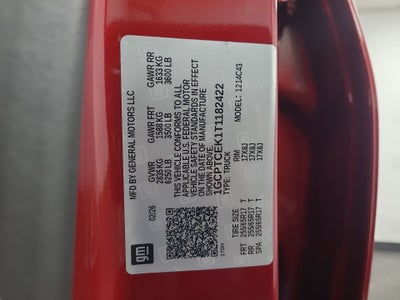 MFD BY GENERAL MOTORS LLC
02/26 GVWR GAWR FRT GAWR RR
2835 KG 1588 KG 1633 KG
6250 LB 3500 LB 3600 LB
THIS VEHICLE CONFORMS TO ALL
APPLICABLE U.S. FEDERAL MOTOR
VEHICLE SAFETY STANDARDS IN EFFECT
ON THE DATE OF MANUFACTURE
SHOWN ABOVE.
1GCPTCEK1T1182422
TYPE: TRUCK MODEL: 1214C43
gm
TIRE SIZE RIM
FRT 255/65R17 T 17X8J
RR 255/65R17 T 17X8J
SPA 255/65R17 T 17X8J